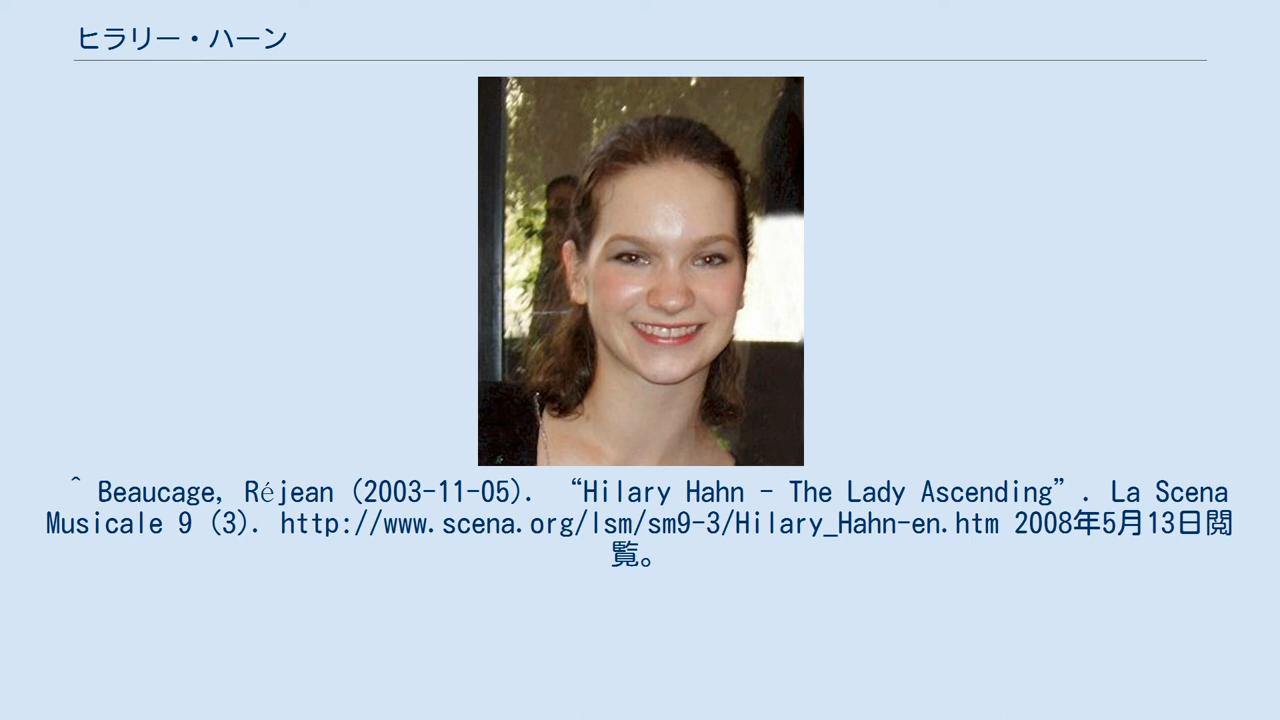 ヒラリー・ハーン
^ Beaucage, Réjean (2003-11-05). “Hilary Hahn - The Lady Ascending”. La Scena
Musicale 9 (3). http://www.scena.org/lsm/sm9-3/Hilary_Hahn-en.htm 2008年5月13日閲
覧。